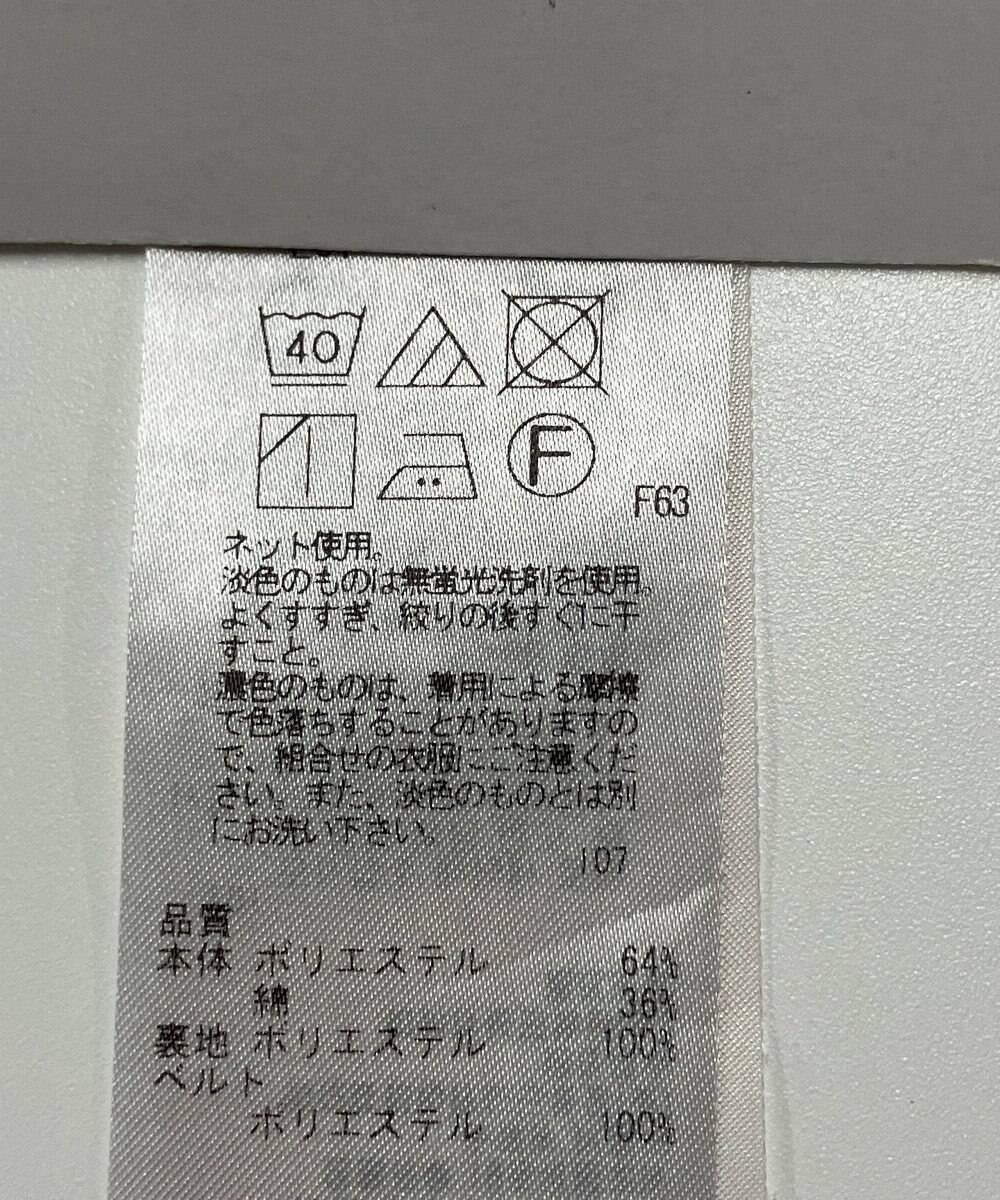 40
F
F63
ネット使用。
淡色のものは無蛍光洗剤を使用。
よくすすぎ、絞りの後すぐに干
すこと。
濃色のものは、着用による摩擦
で色落ちすることがありますの
で、組合せの衣服にご注意くだ
さい。また、淡色のものとは別
にお洗い下さい。
107
品質
本体 ポリエステル 64%
綿 36%
裏地 ポリエステル 100%
ベルト
ポリエステル 100%